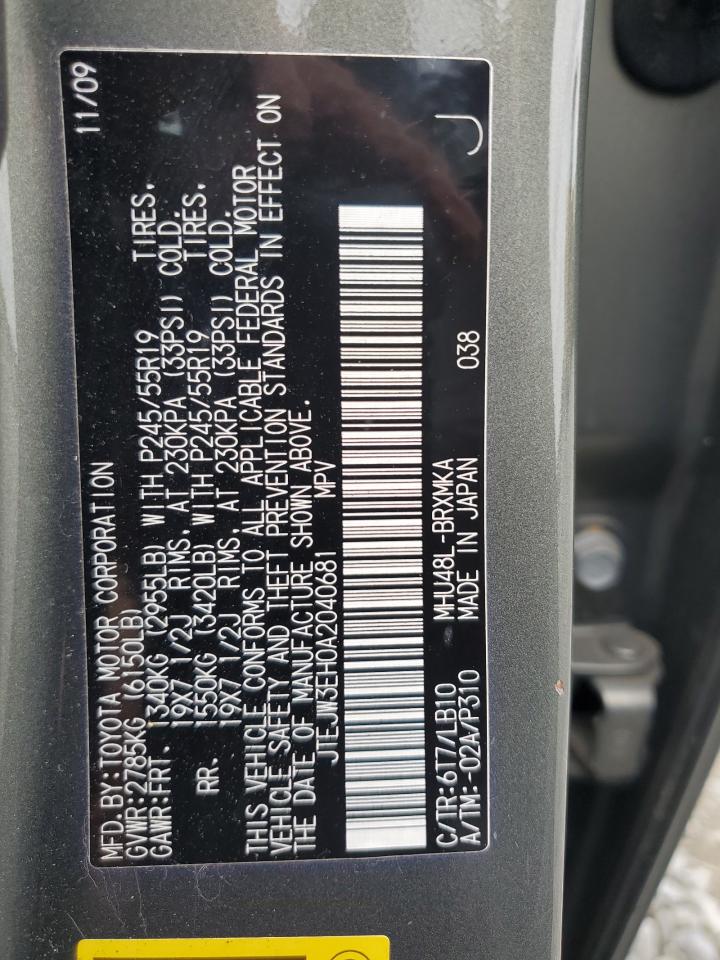 MFD.BY:TOYOTA MOTOR CORPORATION 11/09
GVWR:2785KG (6150LB)
GAWR:FRT. 1340KG (2955LB) WITH P245/55R19 TIRES.
19X7 1/2J RIMS, AT 230KPA (33PSI) COLD.
RR. 1550KG (3420LB) WITH P245/55R19 TIRES.
19X7 1/2J RIMS, AT 230KPA (33PSI) COLD.
THIS VEHICLE CONFORMS TO ALL APPLICABLE FEDERAL MOTOR
VEHICLE SAFETY AND THEFT PREVENTION STANDARDS IN EFFECT ON
THE DATE OF MANUFACTURE SHOWN ABOVE.
JTEJW3EH0A2040681 MPV
C/TR:6T7/LB10 MHU48L-BRXMKA 038 J
A/TM:-02A/P310 MADE IN JAPAN